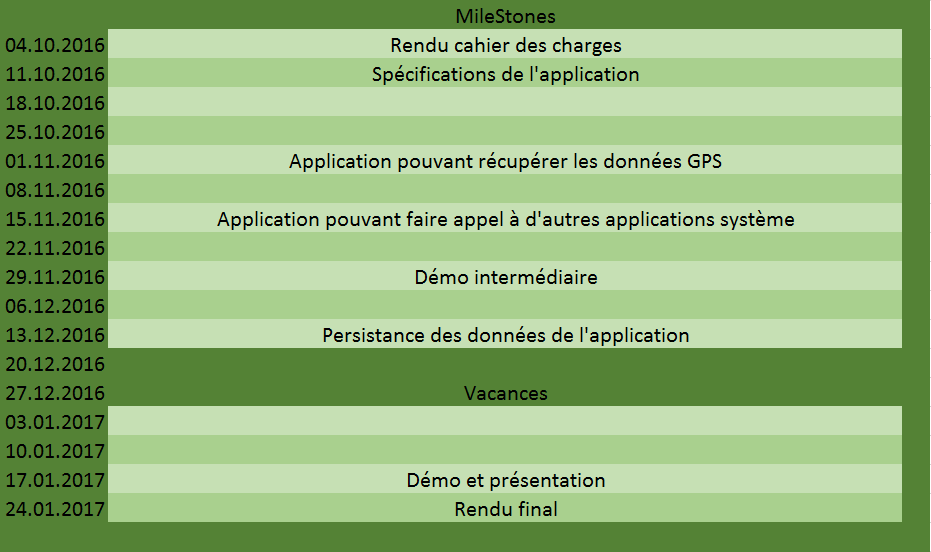 MileStones
04.10.2016 Rendu cahier des charges
11.10.2016 Spécifications de l'application
18.10.2016
25.10.2016
01.11.2016 Application pouvant récupérer les données GPS
08.11.2016
15.11.2016 Application pouvant faire appel à d'autres applications système
22.11.2016
29.11.2016 Démo intermédiaire
06.12.2016
13.12.2016 Persistance des données de l'application
20.12.2016
27.12.2016 Vacances
03.01.2017
10.01.2017
17.01.2017 Démo et présentation
24.01.2017 Rendu final